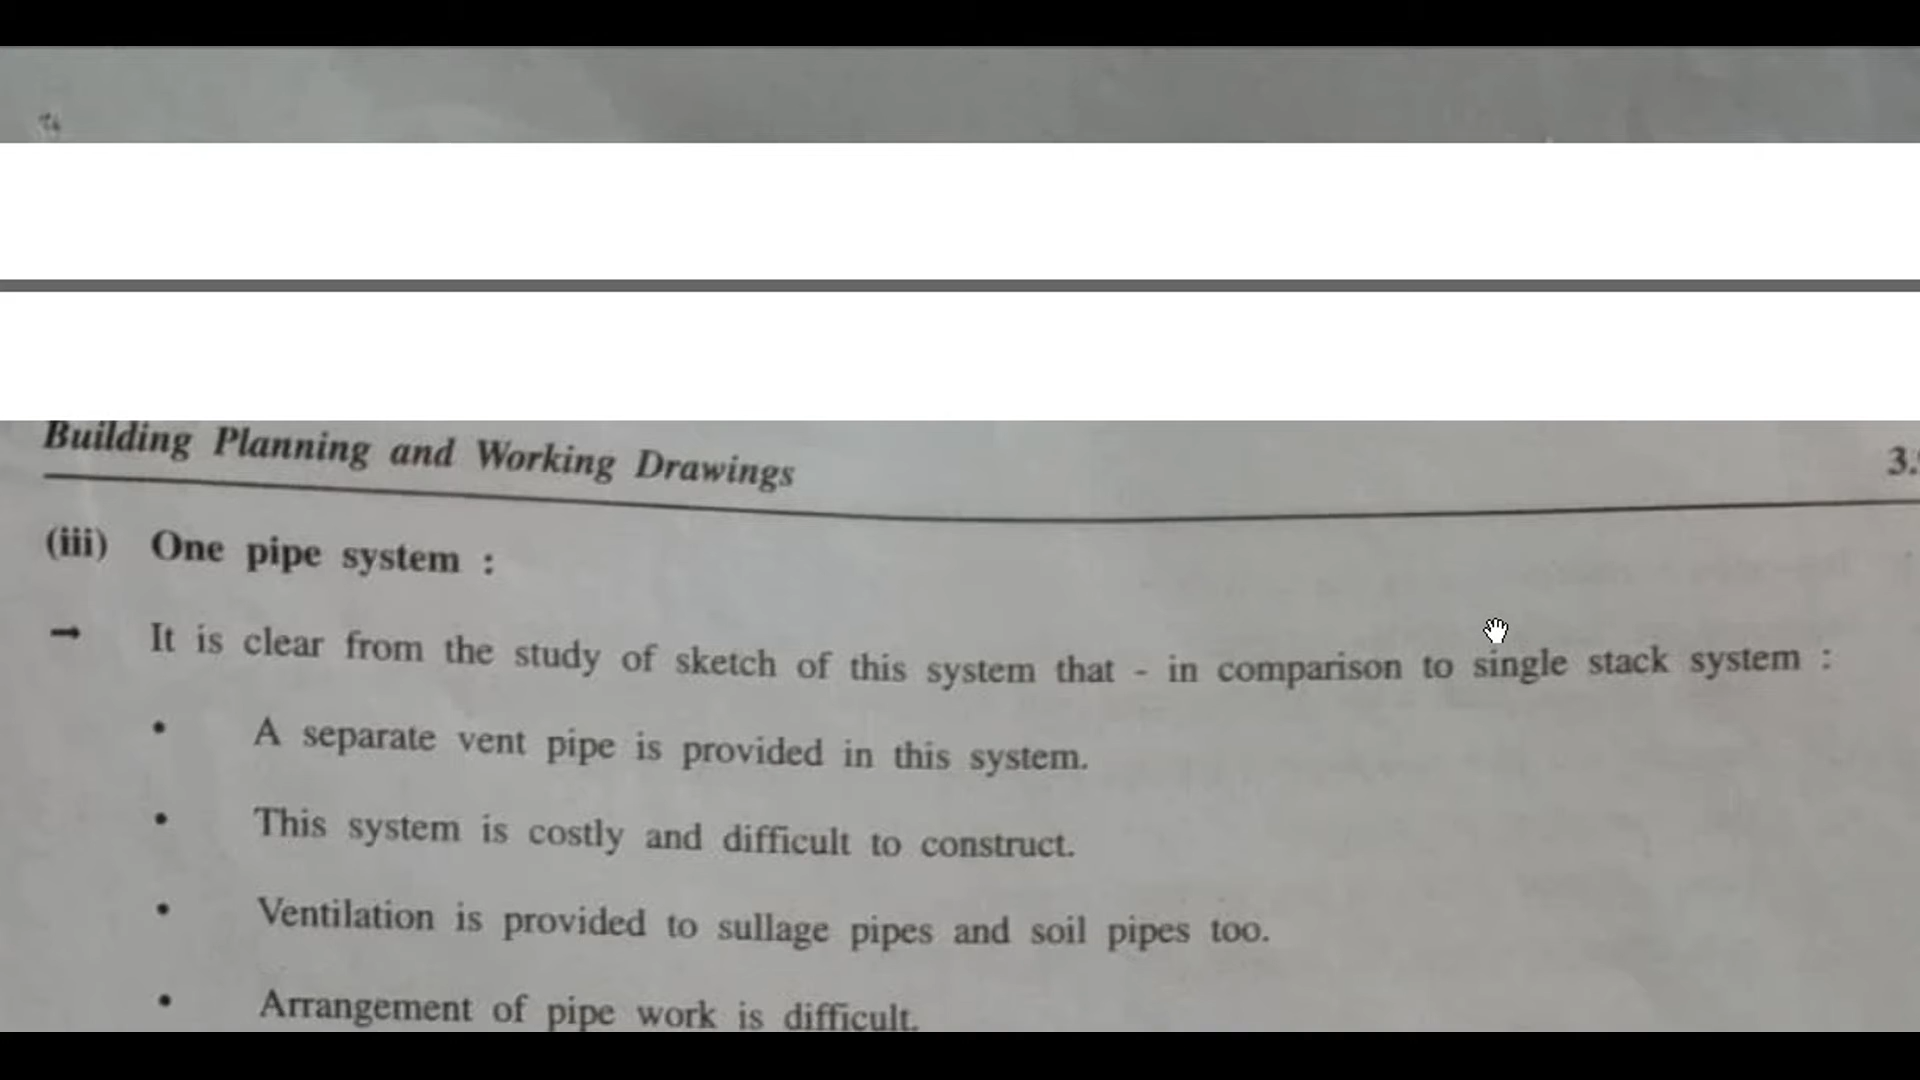 Building Planning and Working Drawings
3.
(iii) One pipe system :
→ It is clear from the study of sketch of this system that - in comparison to single stack system :
• A separate vent pipe is provided in this system.
• This system is costly and difficult to construct.
• Ventilation is provided to sullage pipes and soil pipes too.
• Arrangement of pipe work is difficult.